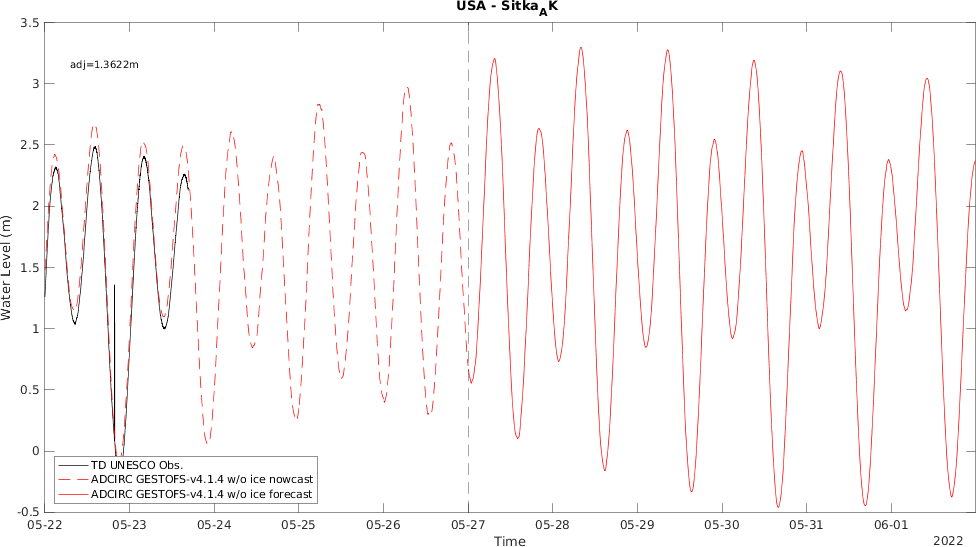 USA - Sitka_AK
3.5
adj=1.3622m
3
2.5
2
Water Level (m)
1.5
1
0.5
0
TD UNESCO Obs.
ADCIRC GESTOFS-v4.1.4 w/o ice nowcast
ADCIRC GESTOFS-v4.1.4 w/o ice forecast
-0.5
05-22 05-23 05-24 05-25 05-26 05-27 05-28 05-29 05-30 05-31 06-01
Time
2022